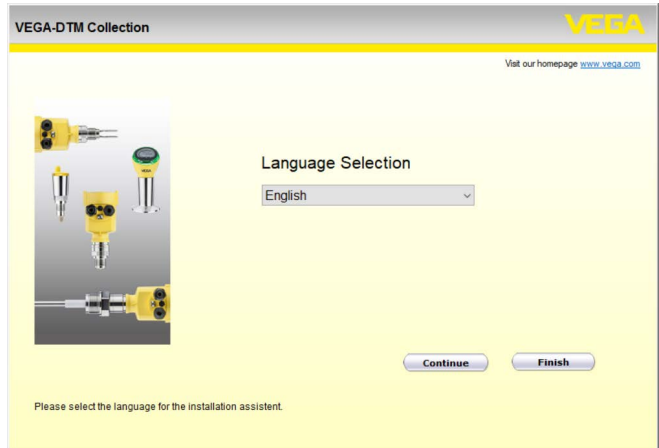 VEGA-DTM Collection
VEGA
Visit our homepage www.vega.com
Language Selection
English
Continue
Finish
Please select the language for the installation assistent.